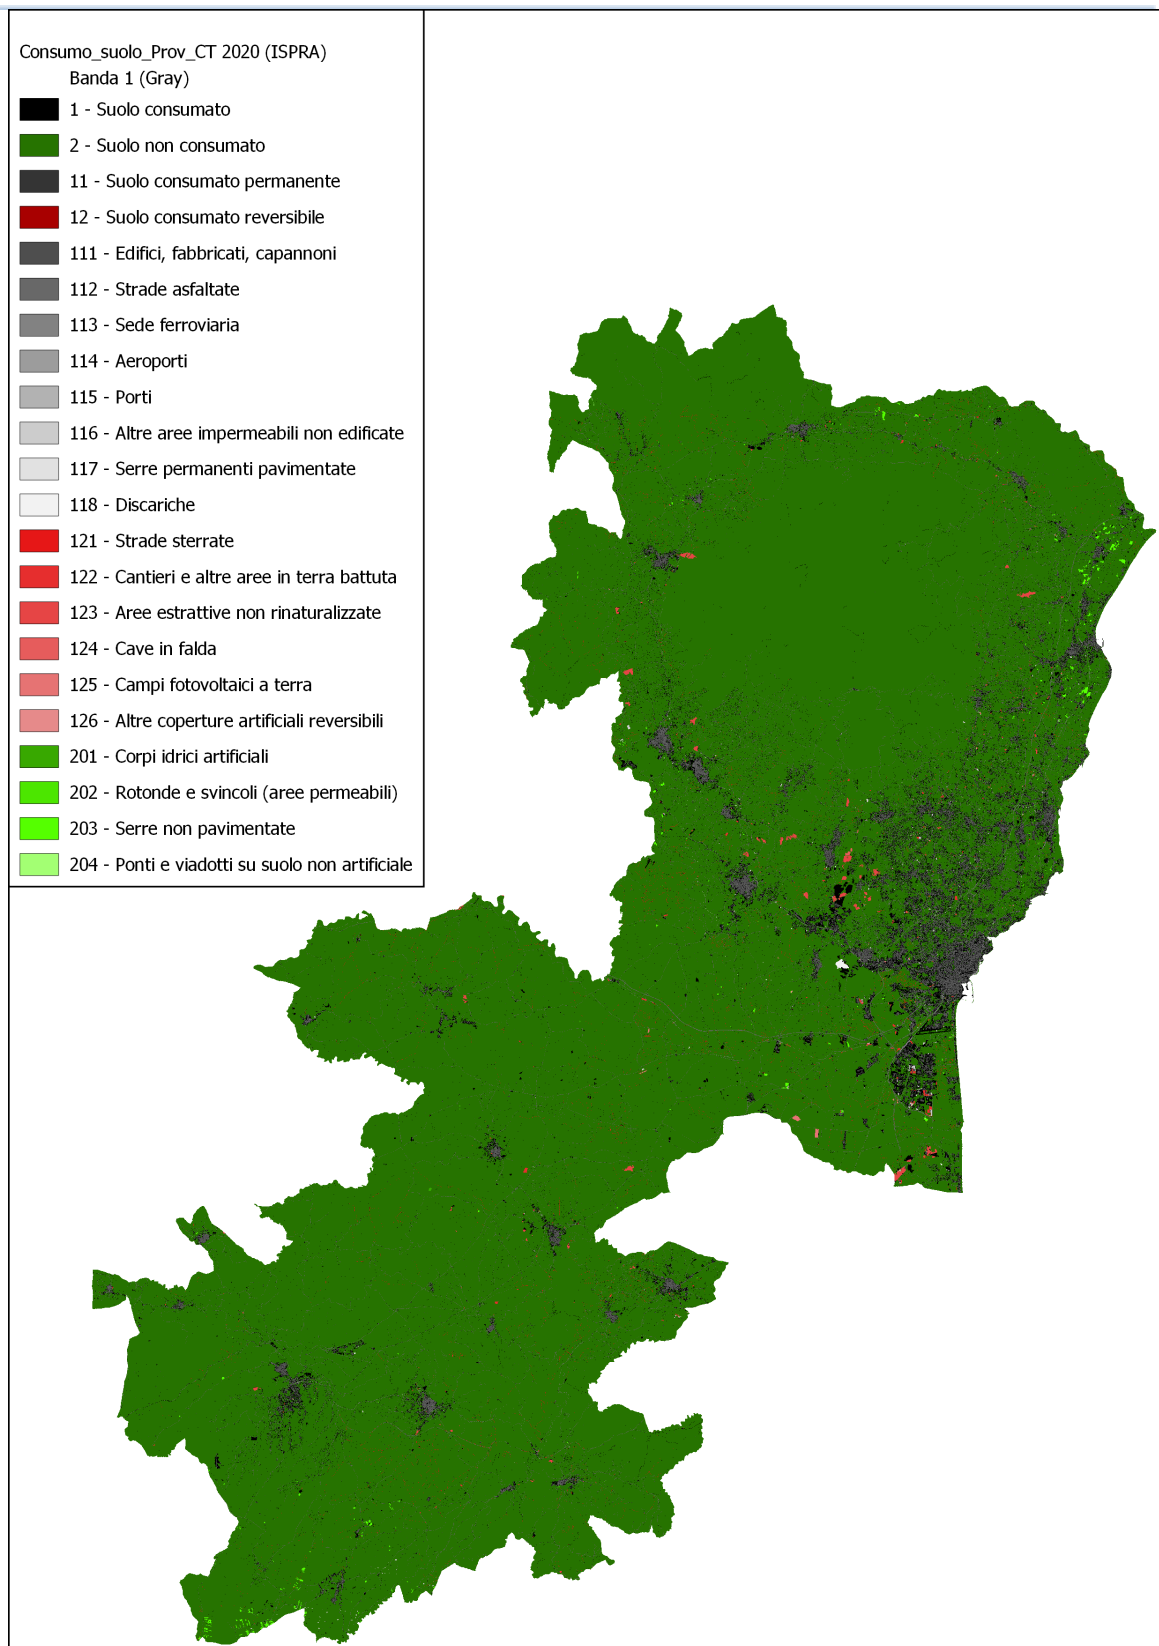 Consumo_suolo_Prov_CT 2020 (ISPRA)
Banda 1 (Gray)
1 - Suolo consumato
2 - Suolo non consumato
11 - Suolo consumato permanente
12 - Suolo consumato reversibile
111 - Edifici, fabbricati, capannoni
112 - Strade asfaltate
113 - Sede ferroviaria
114 - Aeroporti
115 - Porti
116 - Altre aree impermeabili non edificate
117 - Serre permanenti pavimentate
118 - Discariche
121 - Strade sterrate
122 - Cantieri e altre aree in terra battuta
123 - Aree estrattive non rinaturalizzate
124 - Cave in falda
125 - Campi fotovoltaici a terra
126 - Altre coperture artificiali reversibili
201 - Corpi idrici artificiali
202 - Rotonde e svincoli (aree permeabili)
203 - Serre non pavimentate
204 - Ponti e viadotti su suolo non artificiale